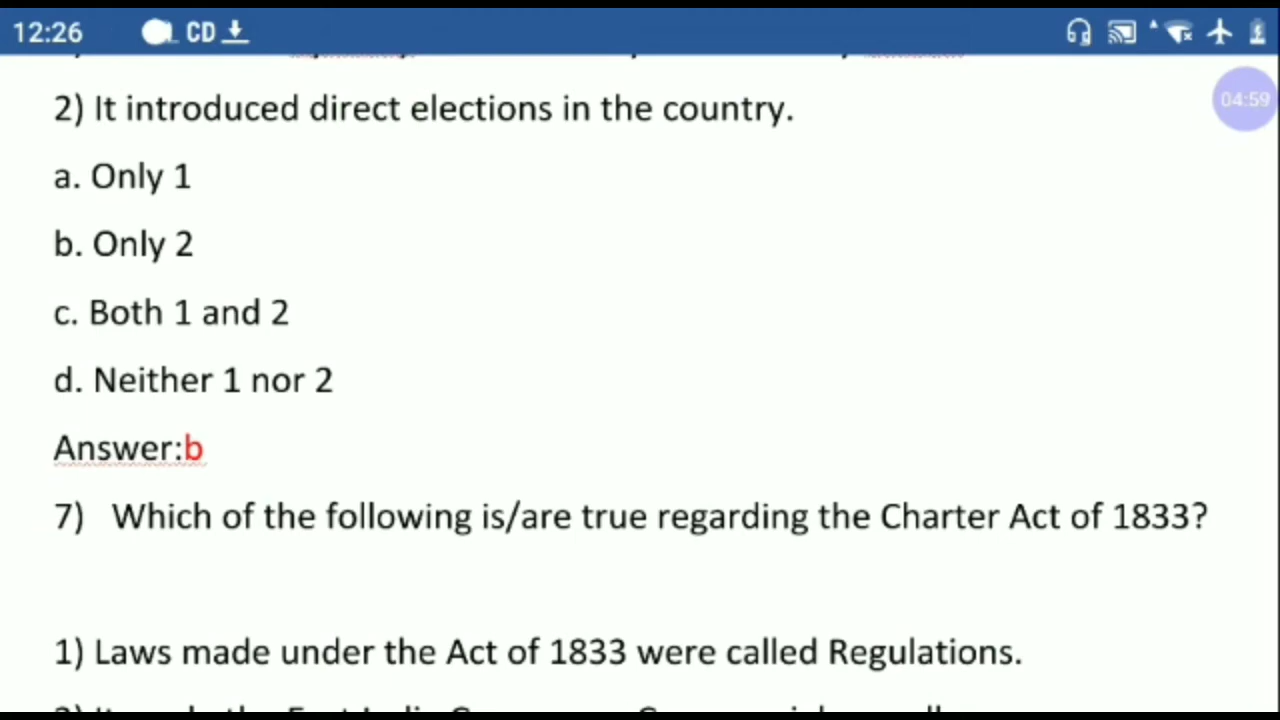 12:26 CD
04:59
2) It introduced direct elections in the country.
a. Only 1
b. Only 2
c. Both 1 and 2
d. Neither 1 nor 2
Answer:b
7) Which of the following is/are true regarding the Charter Act of 1833?
1) Laws made under the Act of 1833 were called Regulations.